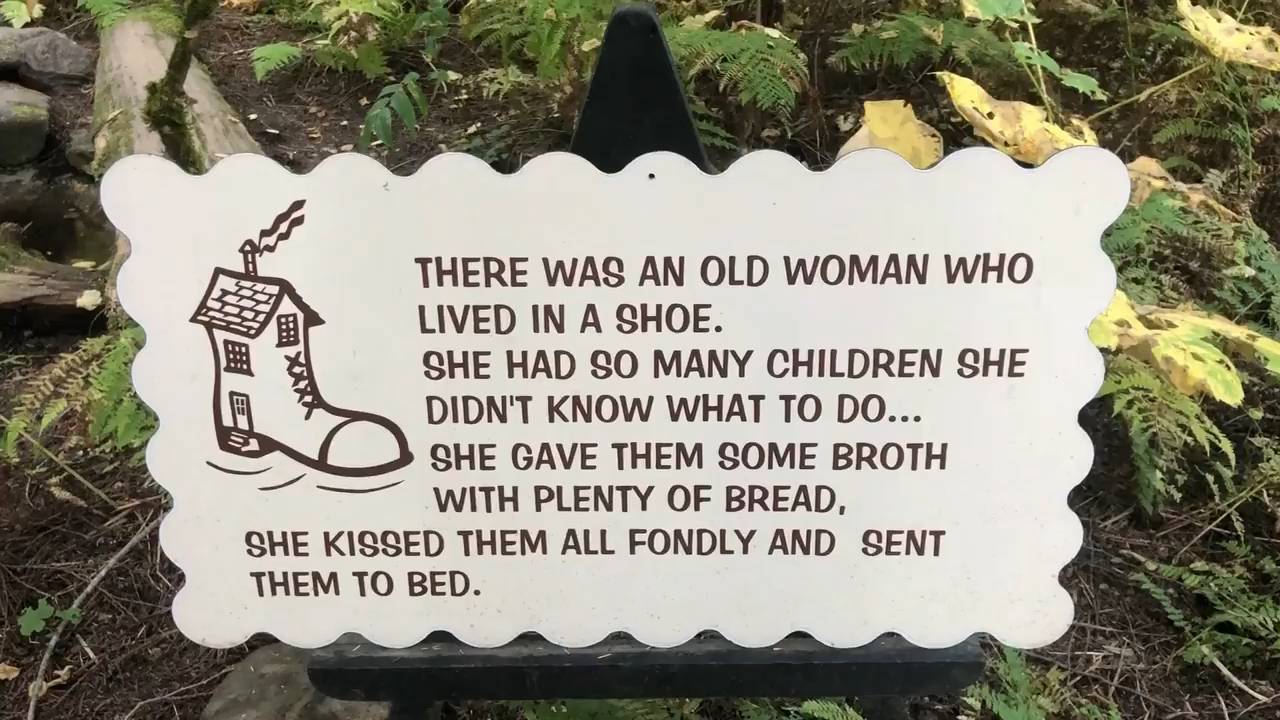 THERE WAS AN OLD WOMAN WHO
LIVED IN A SHOE.
SHE HAD SO MANY CHILDREN SHE
DIDN'T KNOW WHAT TO DO...
SHE GAVE THEM SOME BROTH
WITH PLENTY OF BREAD,
SHE KISSED THEM ALL FONDLY AND SENT
THEM TO BED.